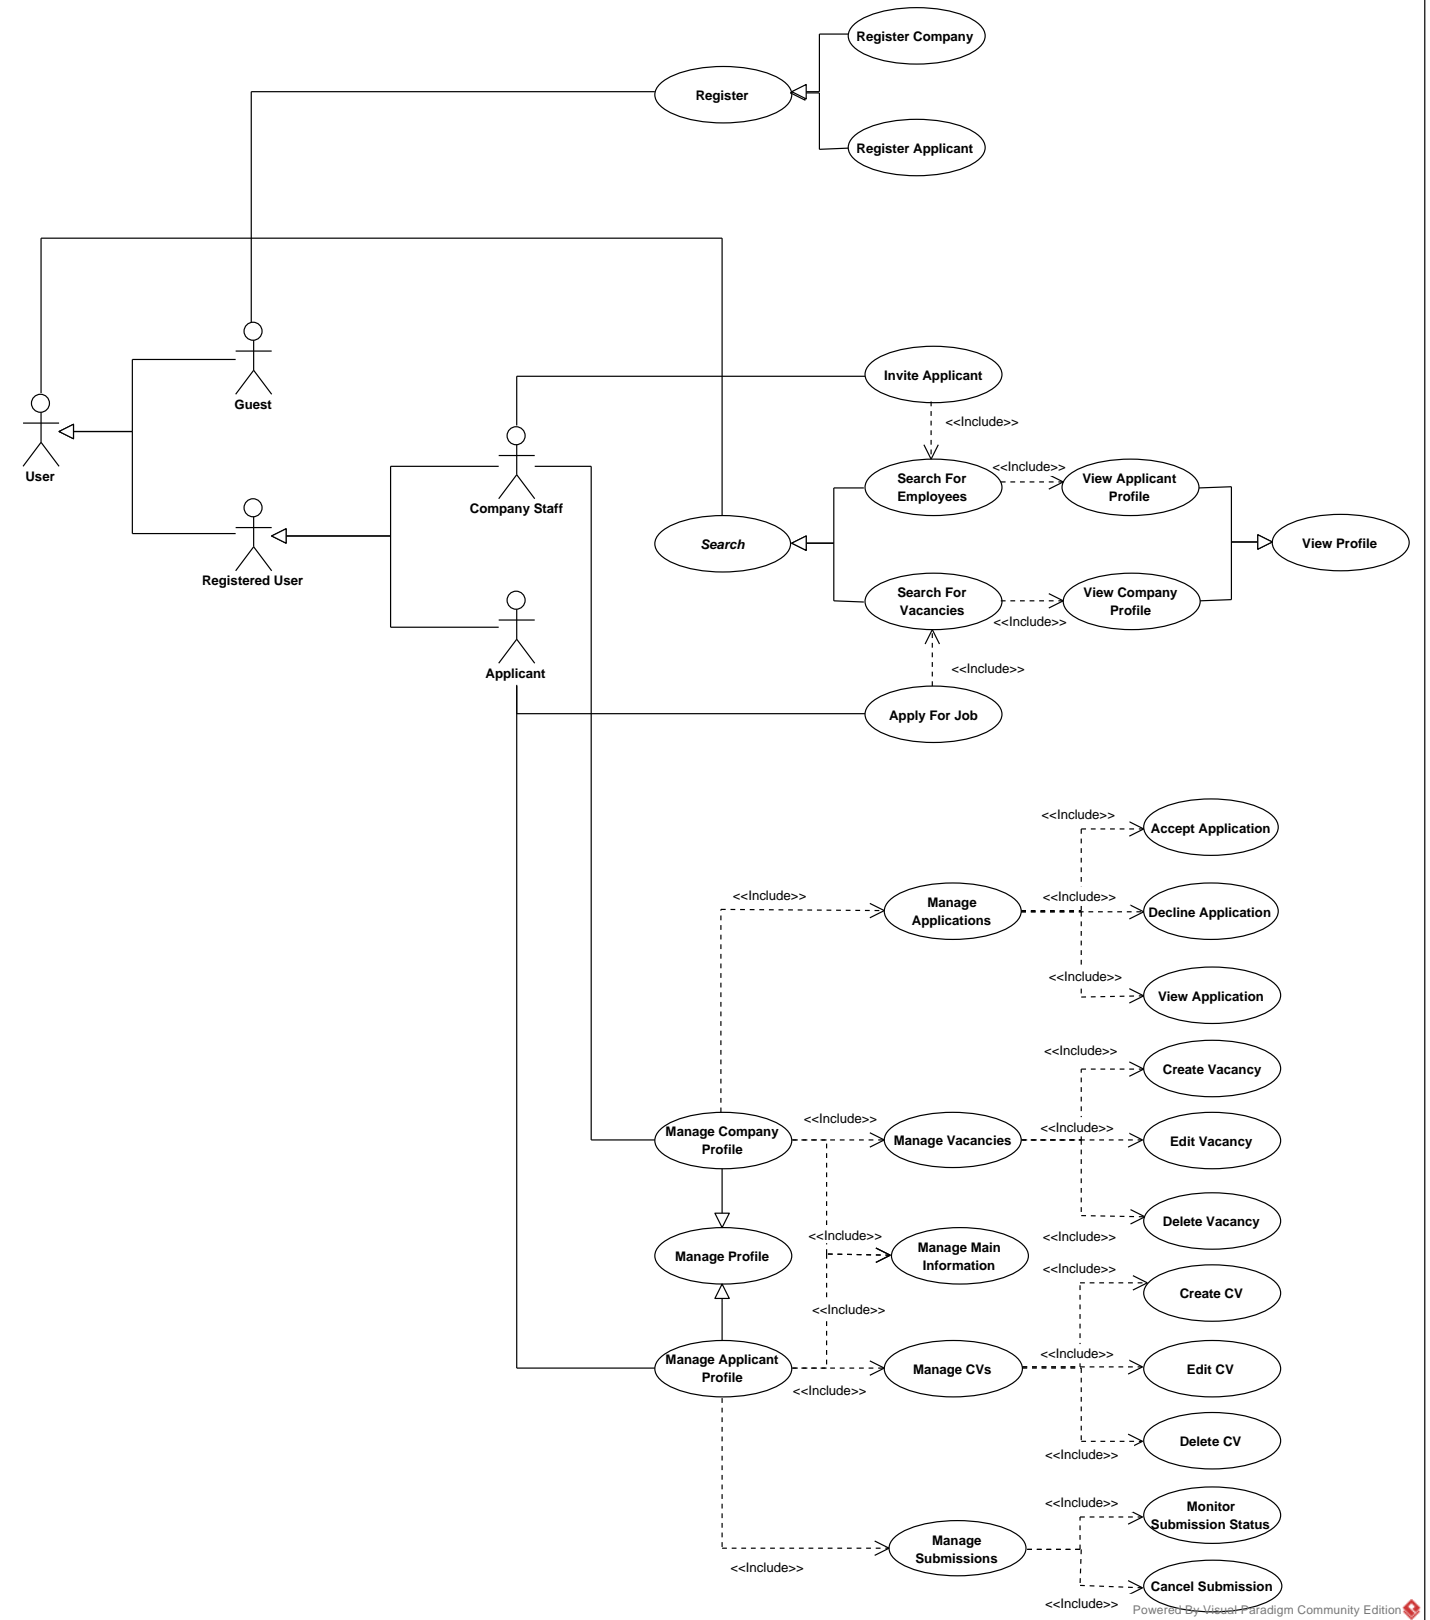 Register Company
Register
Register Applicant
Guest
Invite Applicant
<<Include>>
User
Company Staff
Search For
Employees
<<Include>>
View Applicant
Profile
Search
View Profile
Registered User
Search For
Vacancies
<<Include>>
View Company
Profile
Applicant
<<Include>>
Apply For Job
<<Include>>
Accept Application
<<Include>>
Manage
Applications
<<Include>>
Decline Application
<<Include>>
View Application
<<Include>>
Create Vacancy
Manage Company
Profile
<<Include>>
Manage Vacancies
<<Include>>
Edit Vacancy
Delete Vacancy
<<Include>>
Manage Profile
<<Include>>
Manage Main
Information
<<Include>>
Create CV
<<Include>>
Manage Applicant
Profile
<<Include>>
Manage CVs
<<Include>>
Edit CV
Delete CV
<<Include>>
<<Include>>
Monitor
Submission Status
Manage
Submissions
<<Include>>
Cancel Submission
<<Include>>
Powered By Visual Paradigm Community Edition